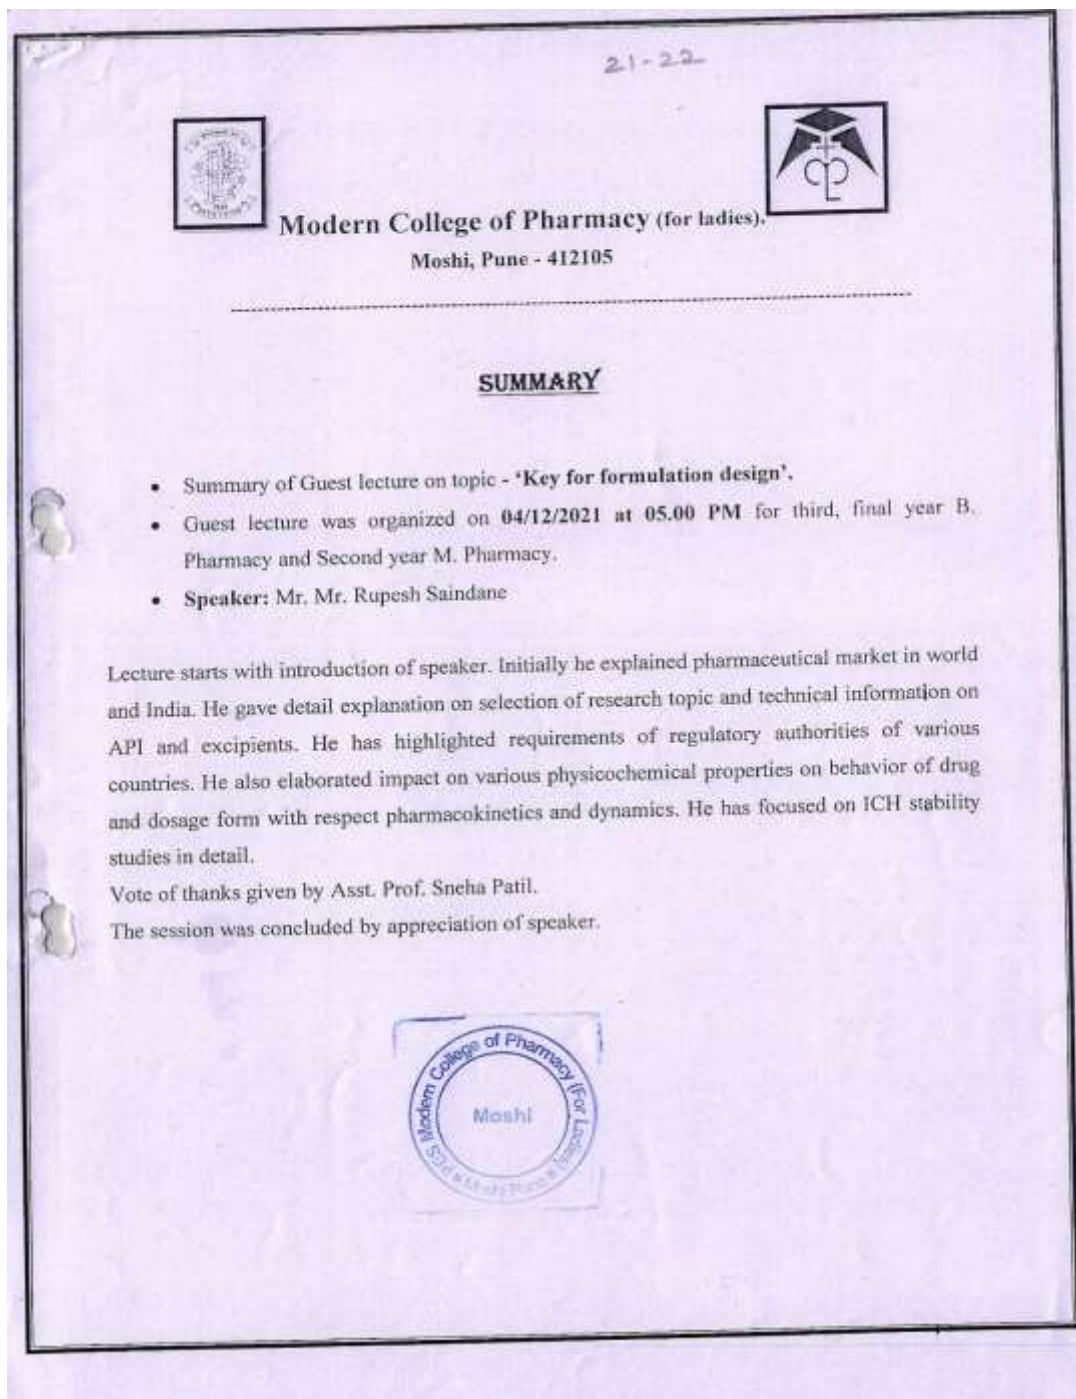 21-22
Modern College of Pharmacy (for ladies).
Moshi, Pune - 412105
SUMMARY
• Summary of Guest lecture on topic - ‘Key for formulation design’.
• Guest lecture was organized on 04/12/2021 at 05.00 PM for third, final year B.
Pharmacy and Second year M. Pharmacy.
• Speaker: Mr. Mr. Rupesh Saindane
Lecture starts with introduction of speaker. Initially he explained pharmaceutical market in world
and India. He gave detail explanation on selection of research topic and technical information on
API and excipients. He has highlighted requirements of regulatory authorities of various
countries. He also elaborated impact on various physicochemical properties on behavior of drug
and dosage form with respect pharmacokinetics and dynamics. He has focused on ICH stability
studies in detail.
Vote of thanks given by Asst. Prof. Sneha Patil.
The session was concluded by appreciation of speaker.
PES Modern College of Pharmacy (For Ladies)
Moshi
Moshi Pune